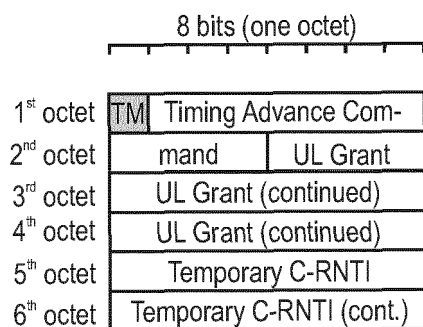 8 bits (one octet)
1st octet TM Timing Advance Com-
2nd octet mand UL Grant
3rd octet UL Grant (continued)
4th octet UL Grant (continued)
5th octet Temporary C-RNTI
6th octet Temporary C-RNTI (cont.)